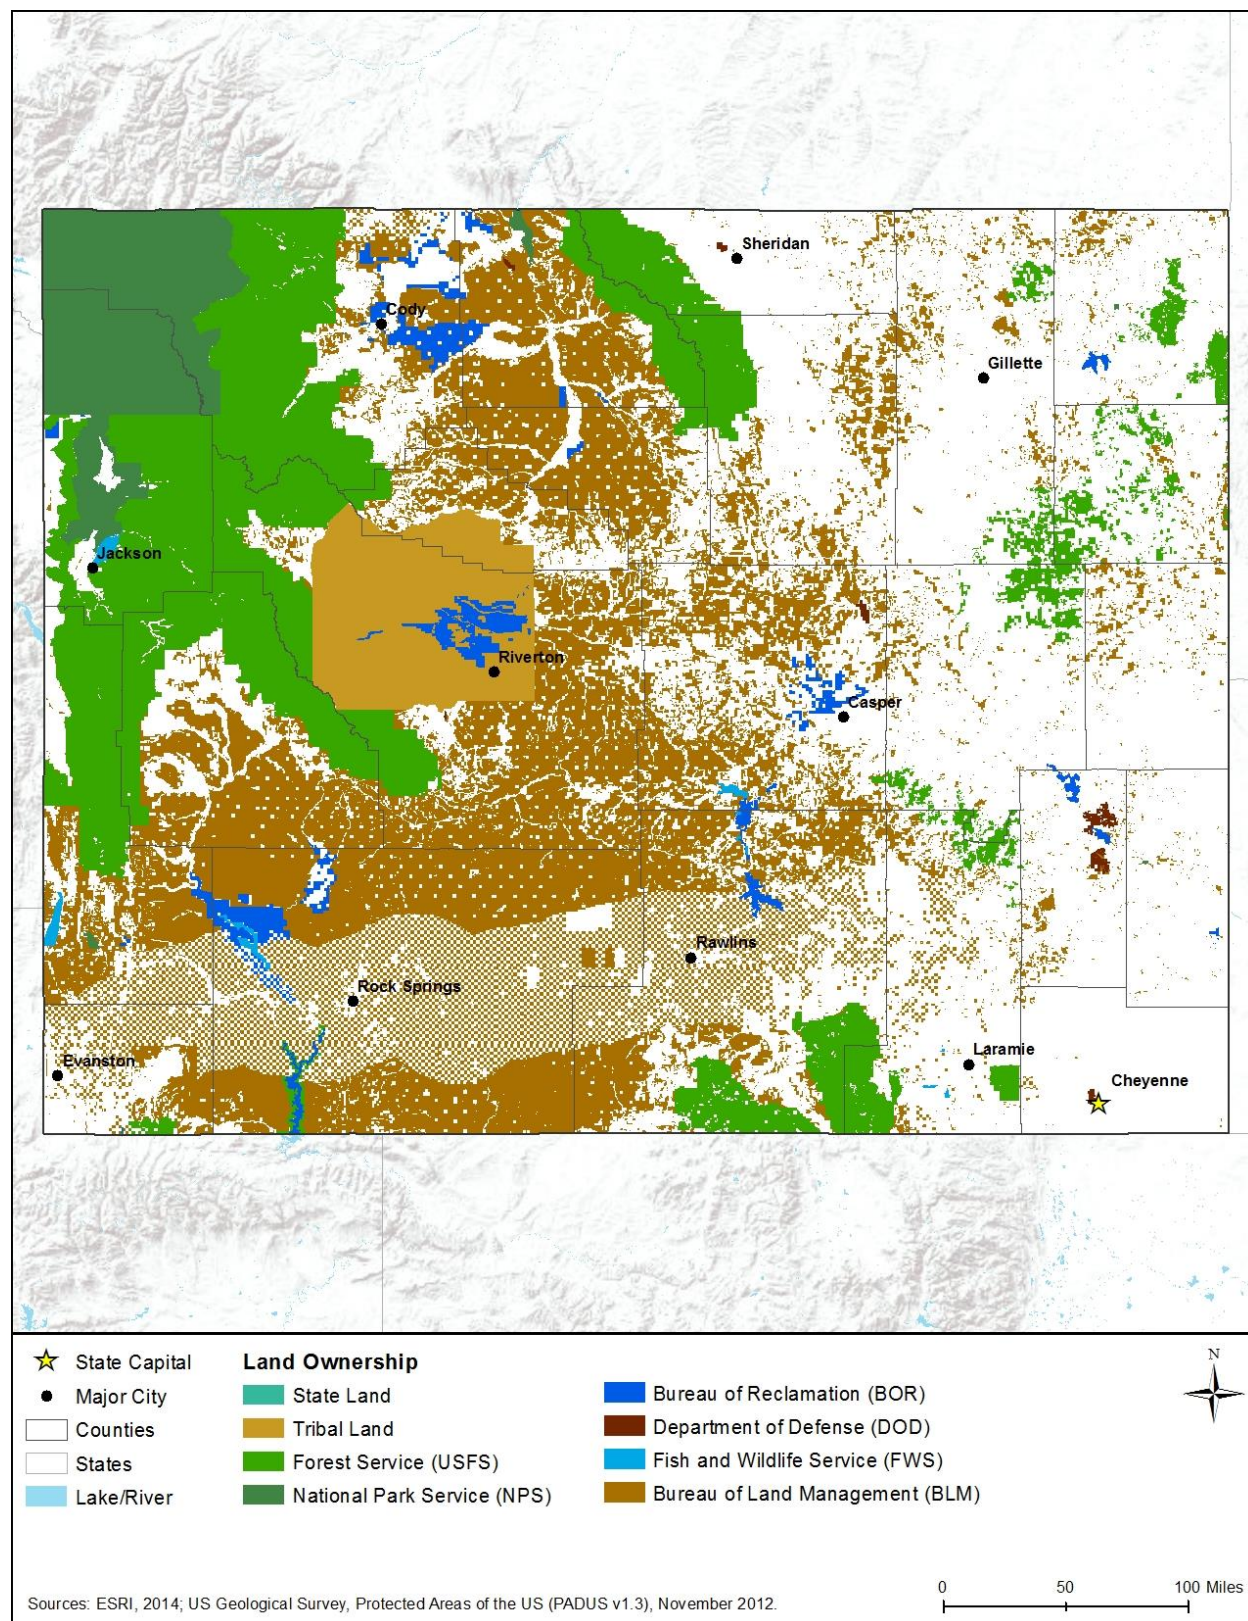 Sheridan
Cody
Gillette
Jackson
Riverton
Casper
Rawlins
Rock Springs
Evanston
Laramie
Cheyenne
State Capital
Major City
Counties
States
Lake/River
Land Ownership
State Land
Tribal Land
Forest Service (USFS)
National Park Service (NPS)
Bureau of Reclamation (BOR)
Department of Defense (DOD)
Fish and Wildlife Service (FWS)
Bureau of Land Management (BLM)
N
0 50 100 Miles
Sources: ESRI, 2014; US Geological Survey, Protected Areas of the US (PADUS v1.3), November 2012.